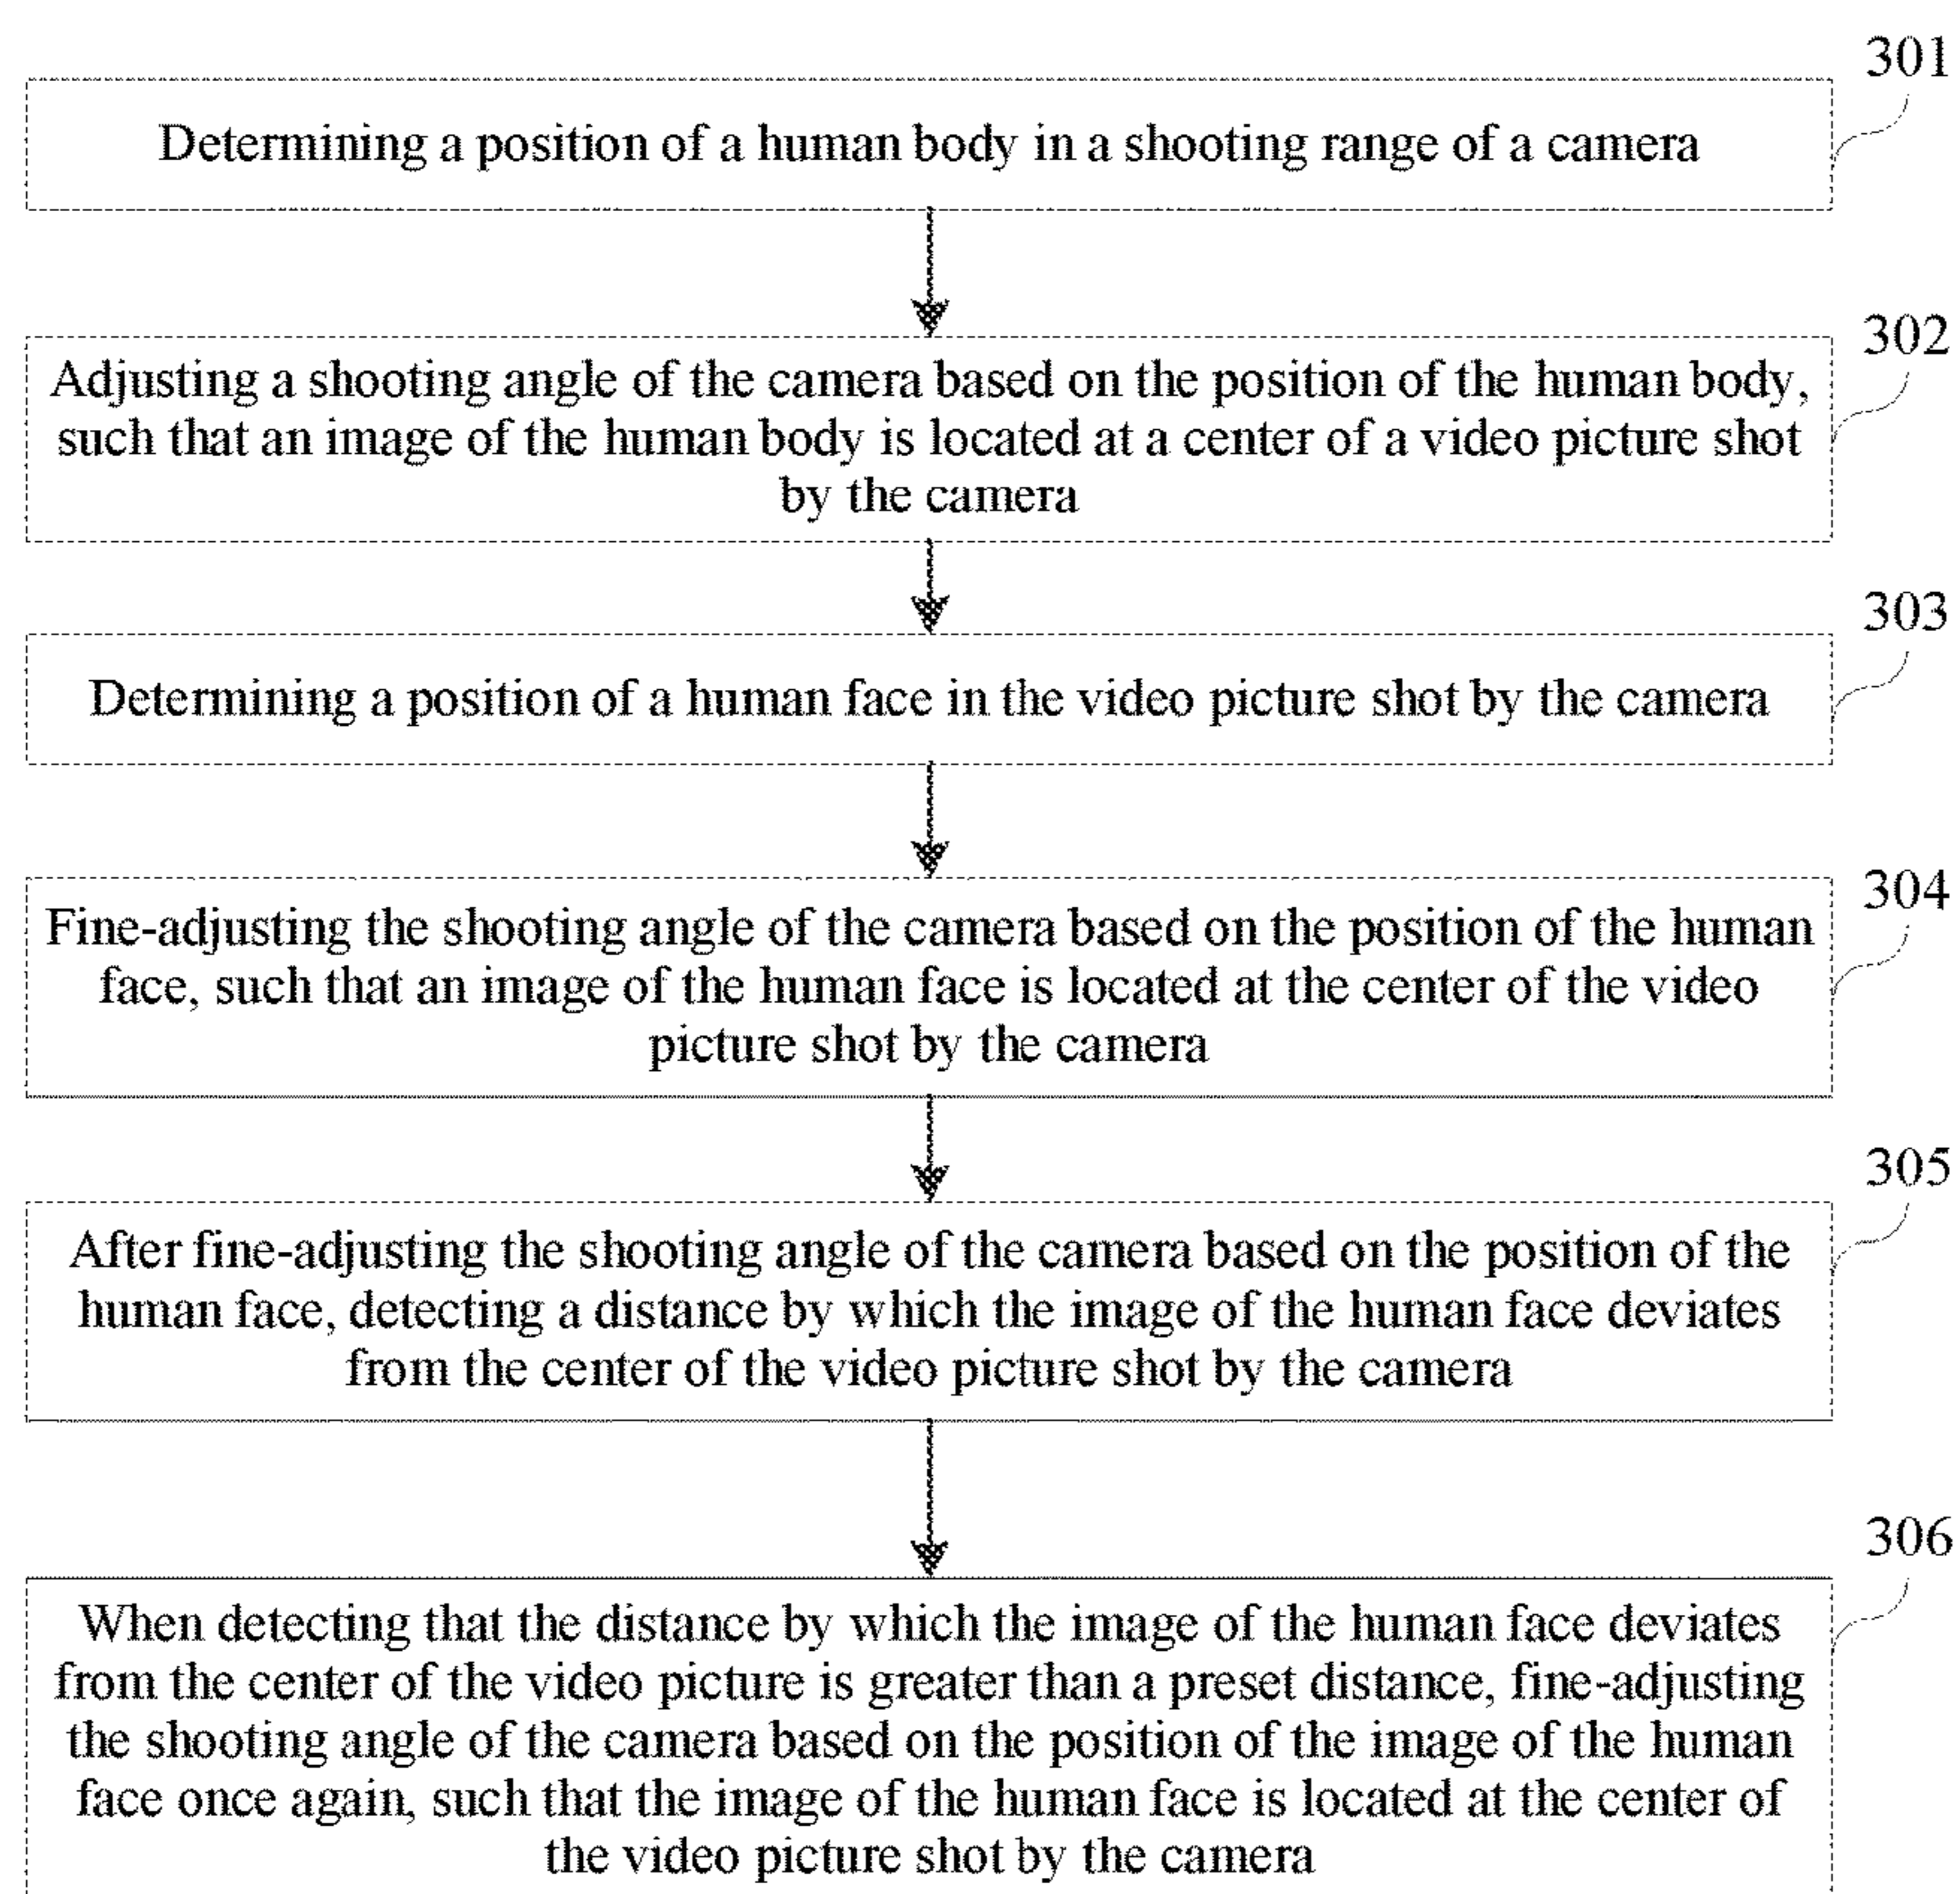 301
Determining a position of a human body in a shooting range of a camera
302
Adjusting a shooting angle of the camera based on the position of the human body,
such that an image of the human body is located at a center of a video picture shot
by the camera
303
Determining a position of a human face in the video picture shot by the camera
304
Fine-adjusting the shooting angle of the camera based on the position of the human
face, such that an image of the human face is located at the center of the video
picture shot by the camera
305
After fine-adjusting the shooting angle of the camera based on the position of the
human face, detecting a distance by which the image of the human face deviates
from the center of the video picture shot by the camera
306
When detecting that the distance by which the image of the human face deviates
from the center of the video picture is greater than a preset distance, fine-adjusting
the shooting angle of the camera based on the position of the image of the human
face once again, such that the image of the human face is located at the center of
the video picture shot by the camera